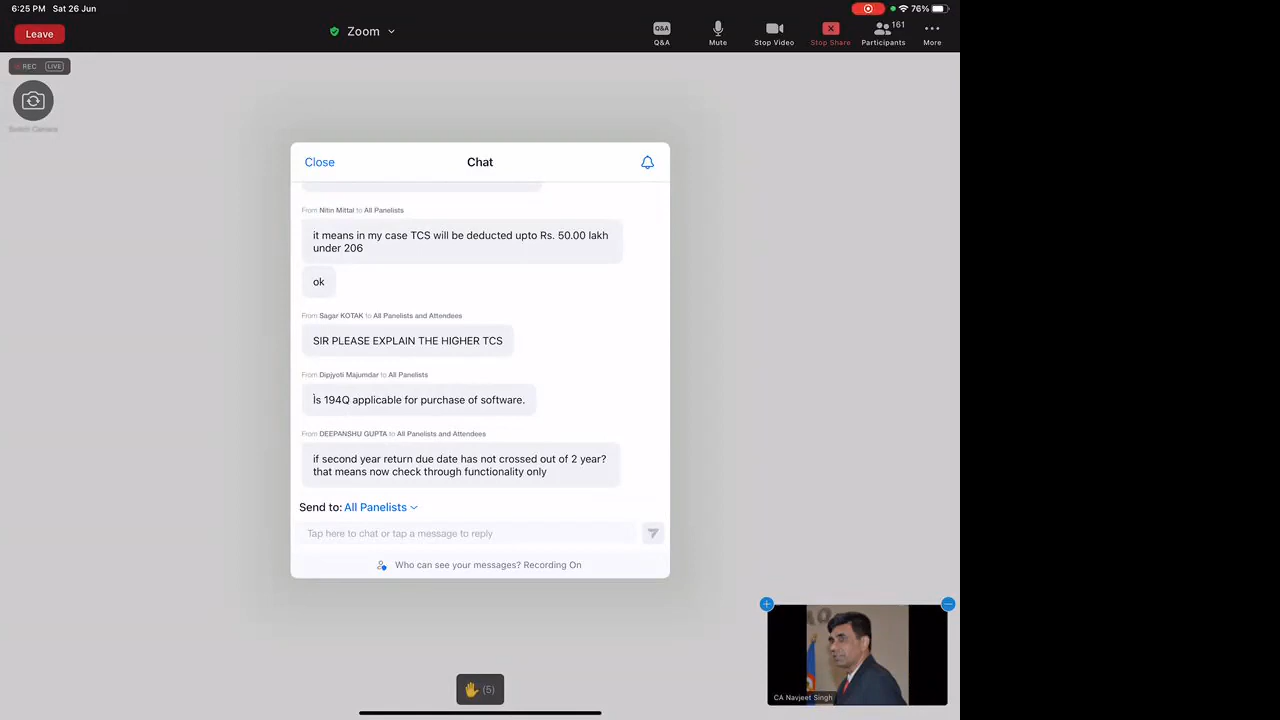 6:25 PM Sat 26 Jun
76%
Leave
Zoom
Q&A
Q&A
Mute
Stop Video
Stop Share
161
Participants
More
REC LIVE
Switch Camera
Close
Chat
From Nitin Mittal to All Panelists
it means in my case TCS will be deducted upto Rs. 50.00 lakh
under 206
ok
From Sagar KOTAK to All Panelists and Attendees
SIR PLEASE EXPLAIN THE HIGHER TCS
From Dipjyoti Majumdar to All Panelists
Ìs 194Q applicable for purchase of software.
From DEEPANSHU GUPTA to All Panelists and Attendees
if second year return due date has not crossed out of 2 year?
that means now check through functionality only
Send to: All Panelists
Tap here to chat or tap a message to reply
Who can see your messages? Recording On
(5)
CA Navjeet Singh